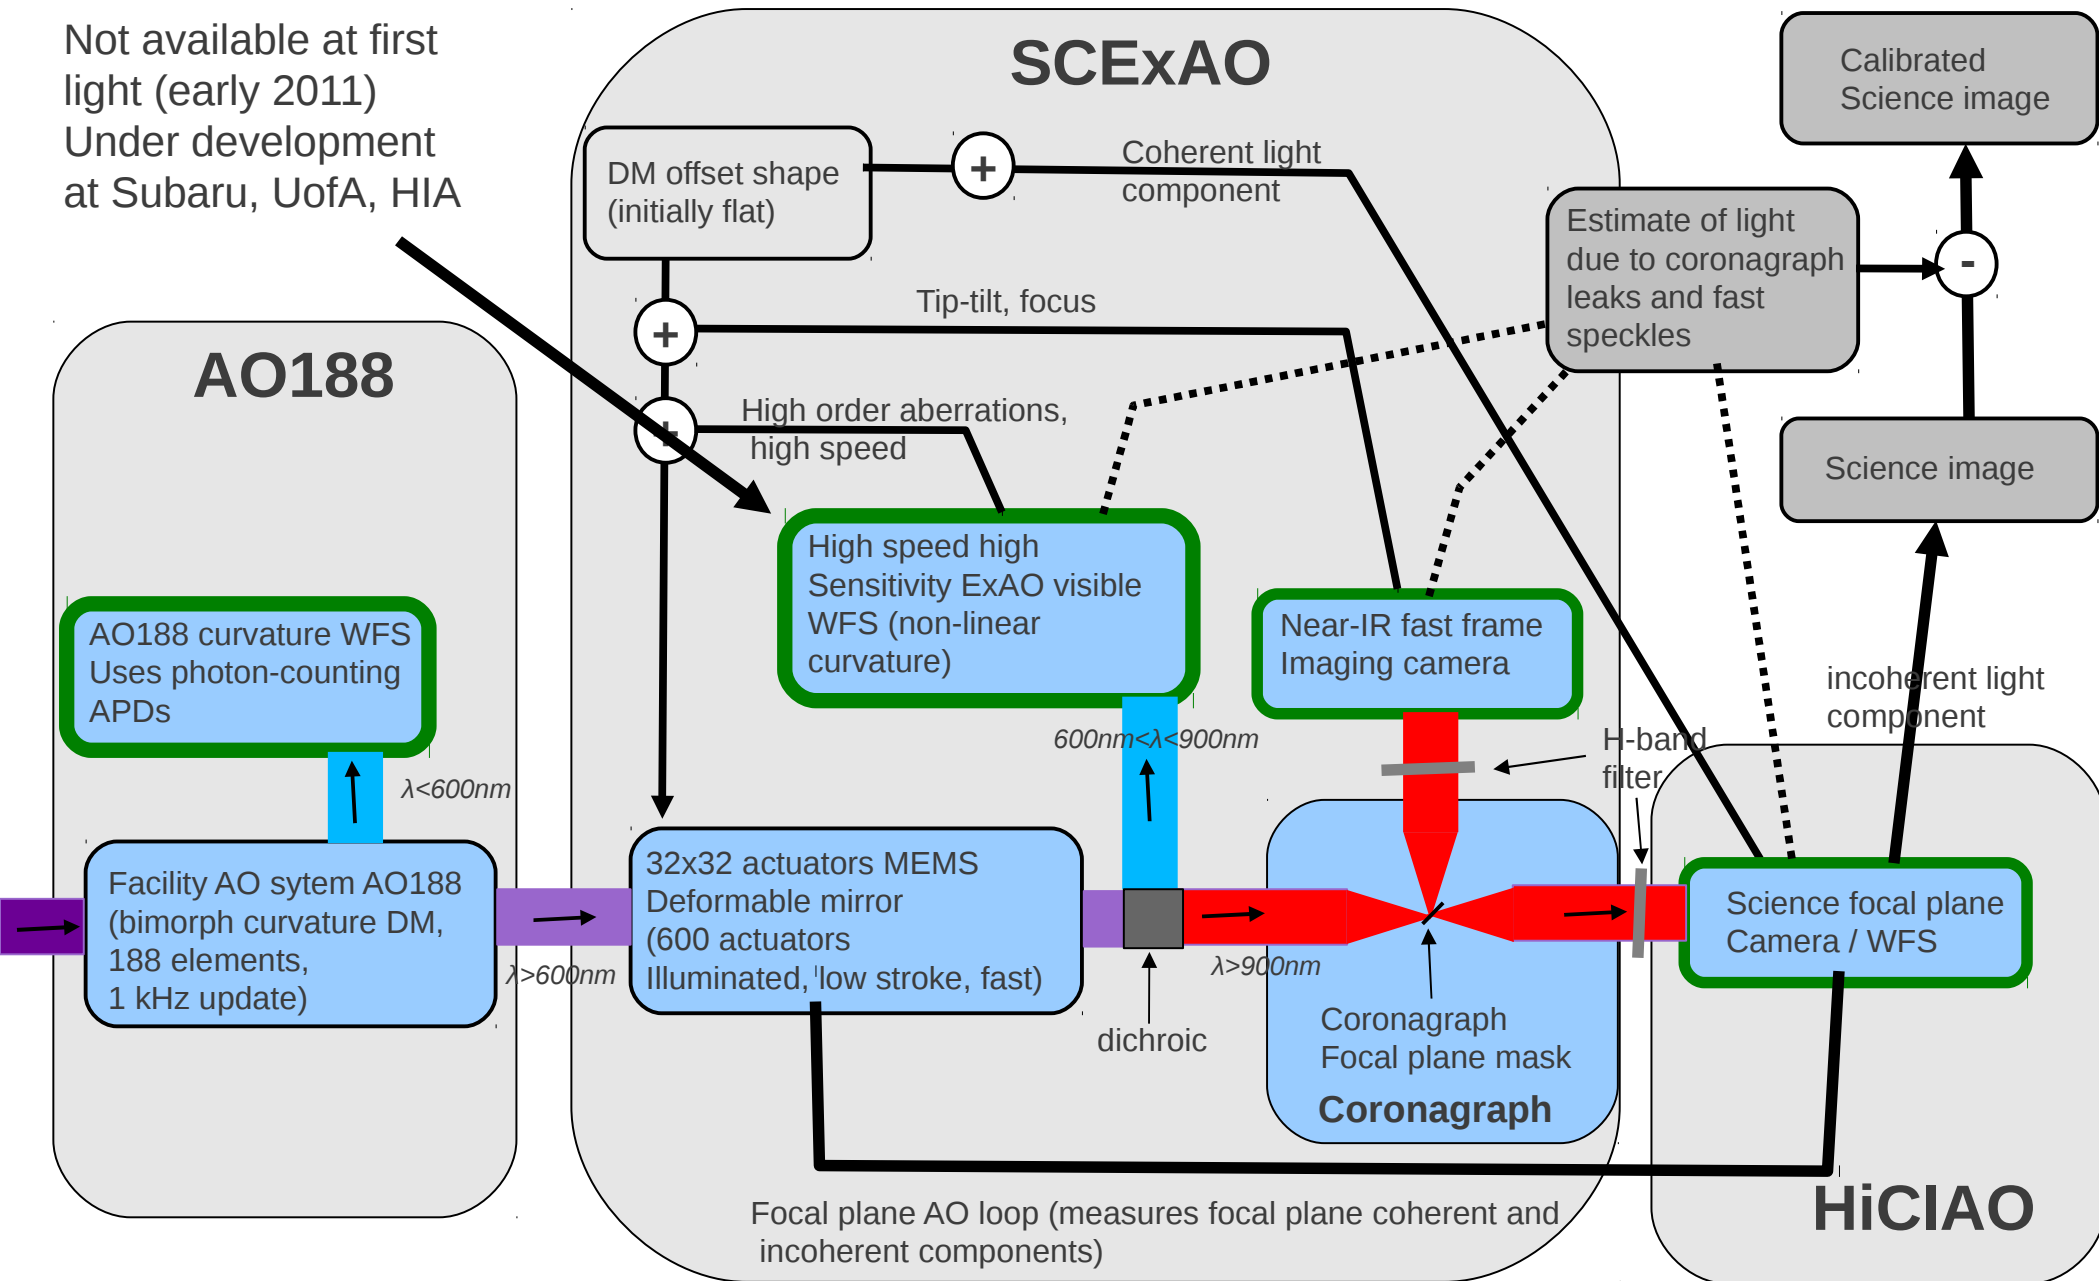 Not available at first
light (early 2011)
Under development
at Subaru, UofA, HIA
SCExAO
Calibrated
Science image
DM offset shape
(initially flat)
+
Coherent light
component
Estimate of light
due to coronagraph
leaks and fast
speckles
-
+
Tip-tilt, focus
AO188
+
High order aberrations,
high speed
Science image
High speed high
Sensitivity ExAO visible
WFS (non-linear
curvature)
Near-IR fast frame
Imaging camera
AO188 curvature WFS
Uses photon-counting
APDs
incoherent light
component
600nm<λ<900nm
H-band
filter
λ<600nm
Facility AO sytem AO188
(bimorph curvature DM,
188 elements,
1 kHz update)
λ>600nm
32x32 actuators MEMS
Deformable mirror
(600 actuators
Illuminated, low stroke, fast)
λ>900nm
dichroic
Science focal plane
Camera / WFS
Coronagraph
Focal plane mask
Coronagraph
HiCIAO
Focal plane AO loop (measures focal plane coherent and
incoherent components)